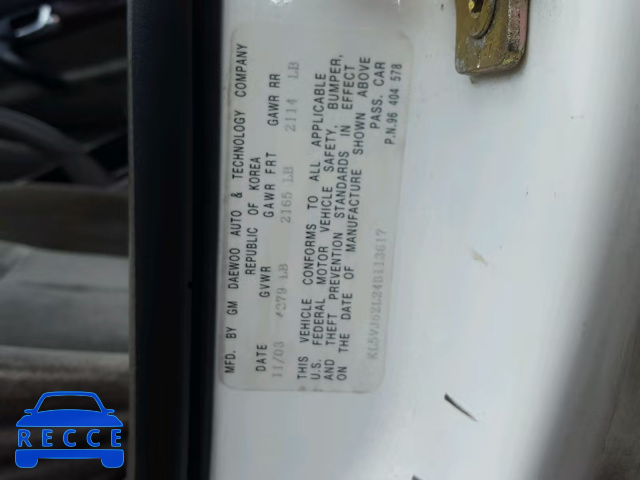 MFD. BY GM DAEWOO AUTO & TECHNOLOGY COMPANY
REPUBLIC OF KOREA
DATE GVWR GAWR FRT GAWR RR
11/03 LB 2165 LB 2114 LB
THIS VEHICLE CONFORMS TO ALL APPLICABLE
U.S. FEDERAL MOTOR VEHICLE SAFETY, BUMPER,
AND THEFT PREVENTION STANDARDS IN EFFECT
ON THE DATE OF MANUFACTURE SHOWN ABOVE
PASS. CAR
P.N.96 404 578
RECCE